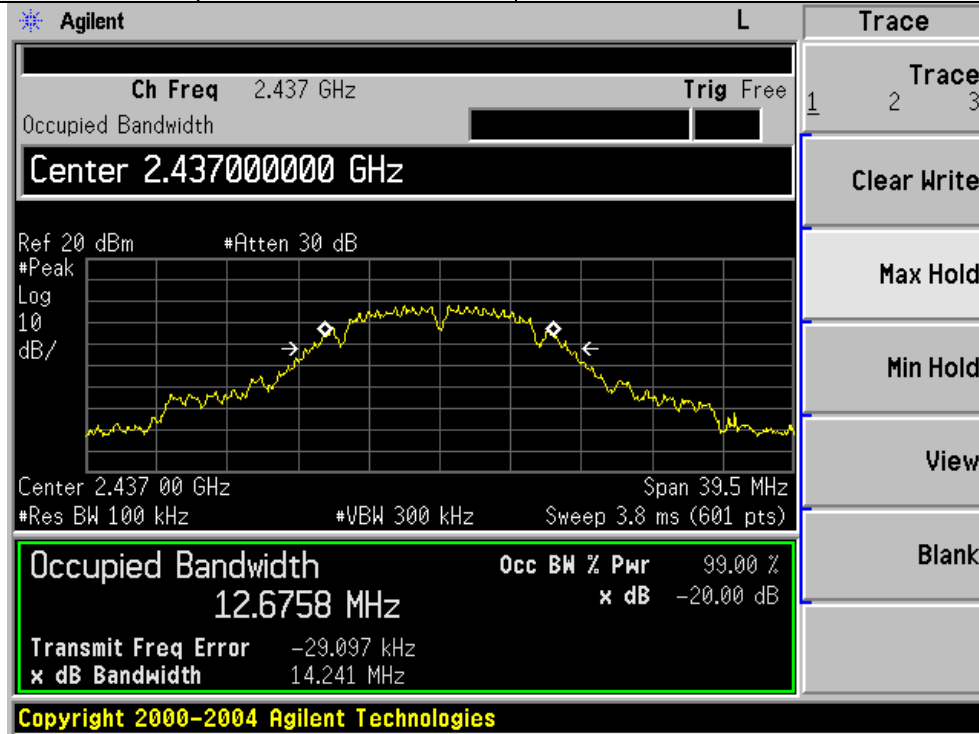 Agilent L Trace
Ch Freq 2.437 GHz Trig Free
Occupied Bandwidth
Center 2.437000000 GHz
Ref 20 dBm #Atten 30 dB
#Peak
Log
10
dB/
Center 2.437 00 GHz Span 39.5 MHz
#Res BW 100 kHz #VBW 300 kHz Sweep 3.8 ms (601 pts)
Occupied Bandwidth
12.6758 MHz
Occ BW % Pwr 99.00 %
x dB -20.00 dB
Transmit Freq Error -29.097 kHz
x dB Bandwidth 14.241 MHz
Copyright 2000-2004 Agilent Technologies
Trace
1 2 3
Clear Write
Max Hold
Min Hold
View
Blank